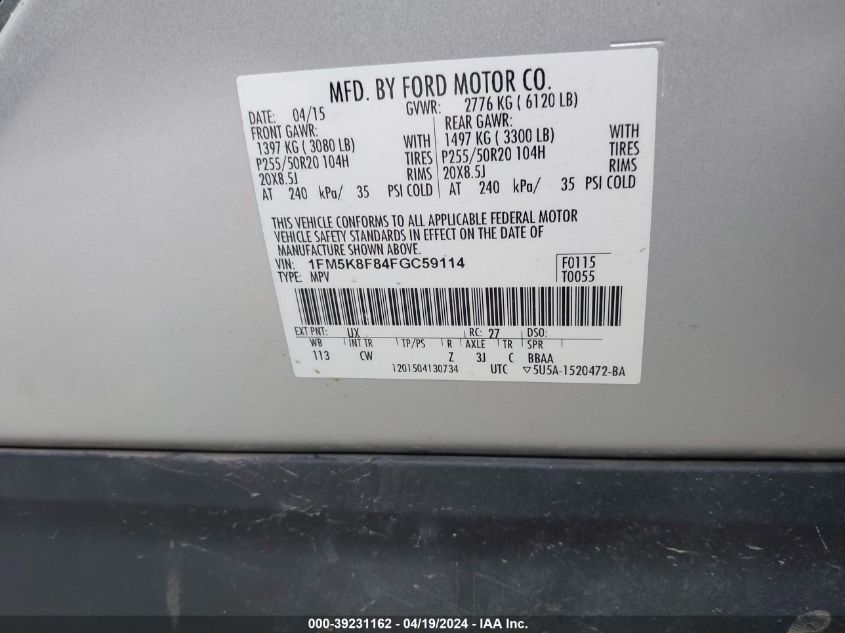 MFD. BY FORD MOTOR CO.
DATE: 04/15 GVWR: 2776 KG ( 6120 LB)
FRONT GAWR: REAR GAWR:
1397 KG ( 3080 LB) WITH 1497 KG ( 3300 LB) WITH
P255/50R20 104H TIRES P255/50R20 104H TIRES
20X8.5J RIMS 20X8.5J RIMS
AT 240 kPa/ 35 PSI COLD AT 240 kPa/ 35 PSI COLD
THIS VEHICLE CONFORMS TO ALL APPLICABLE FEDERAL MOTOR
VEHICLE SAFETY STANDARDS IN EFFECT ON THE DATE OF
MANUFACTURE SHOWN ABOVE.
VIN: 1FM5K8F84FGC59114 F0115
TYPE: MPV T0055
EXT PNT: UX RC: 27 DSO:
WB INT TR TP/PS R AXLE TR SPR
113 CW Z 3J C BBAA
1201504130734 UTC ▽5U5A-1520472-BA
000-39231162 - 04/19/2024 - IAA Inc.